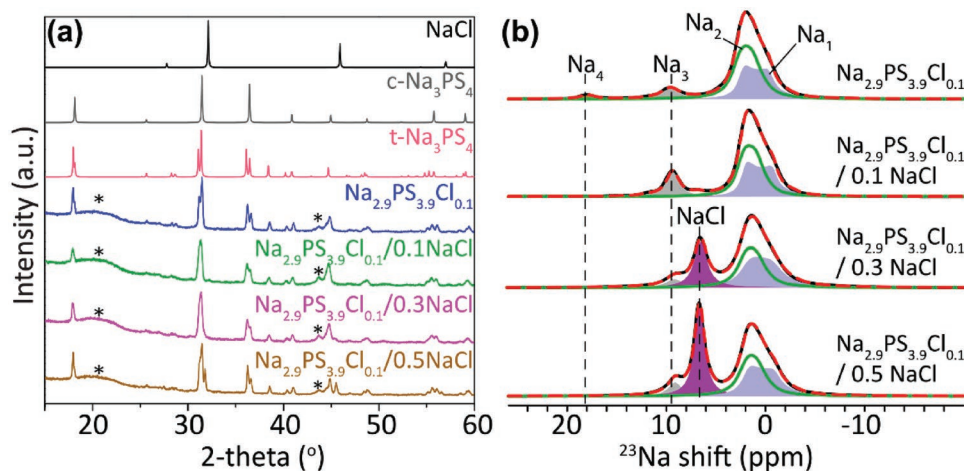 (a)
NaCl
c-Na₃PS₄
t-Na₃PS₄
Na₂.₉PS₃.₉Cl₀.₁
*
*
Na₂.₉PS₃.₉Cl₀.₁/0.1NaCl
*
*
Na₂.₉PS₃.₉Cl₀.₁/0.3NaCl
*
*
Na₂.₉PS₃.₉Cl₀.₁/0.5NaCl
*
*
Intensity (a.u.)
20 30 40 50 60
2-theta (°)
(b)
Na₂
Na₁
Na₄
Na₃
Na₂.₉PS₃.₉Cl₀.₁
Na₂.₉PS₃.₉Cl₀.₁
/ 0.1 NaCl
NaCl
Na₂.₉PS₃.₉Cl₀.₁
/ 0.3 NaCl
Na₂.₉PS₃.₉Cl₀.₁
/ 0.5 NaCl
20 10 0 -10
²³Na shift (ppm)